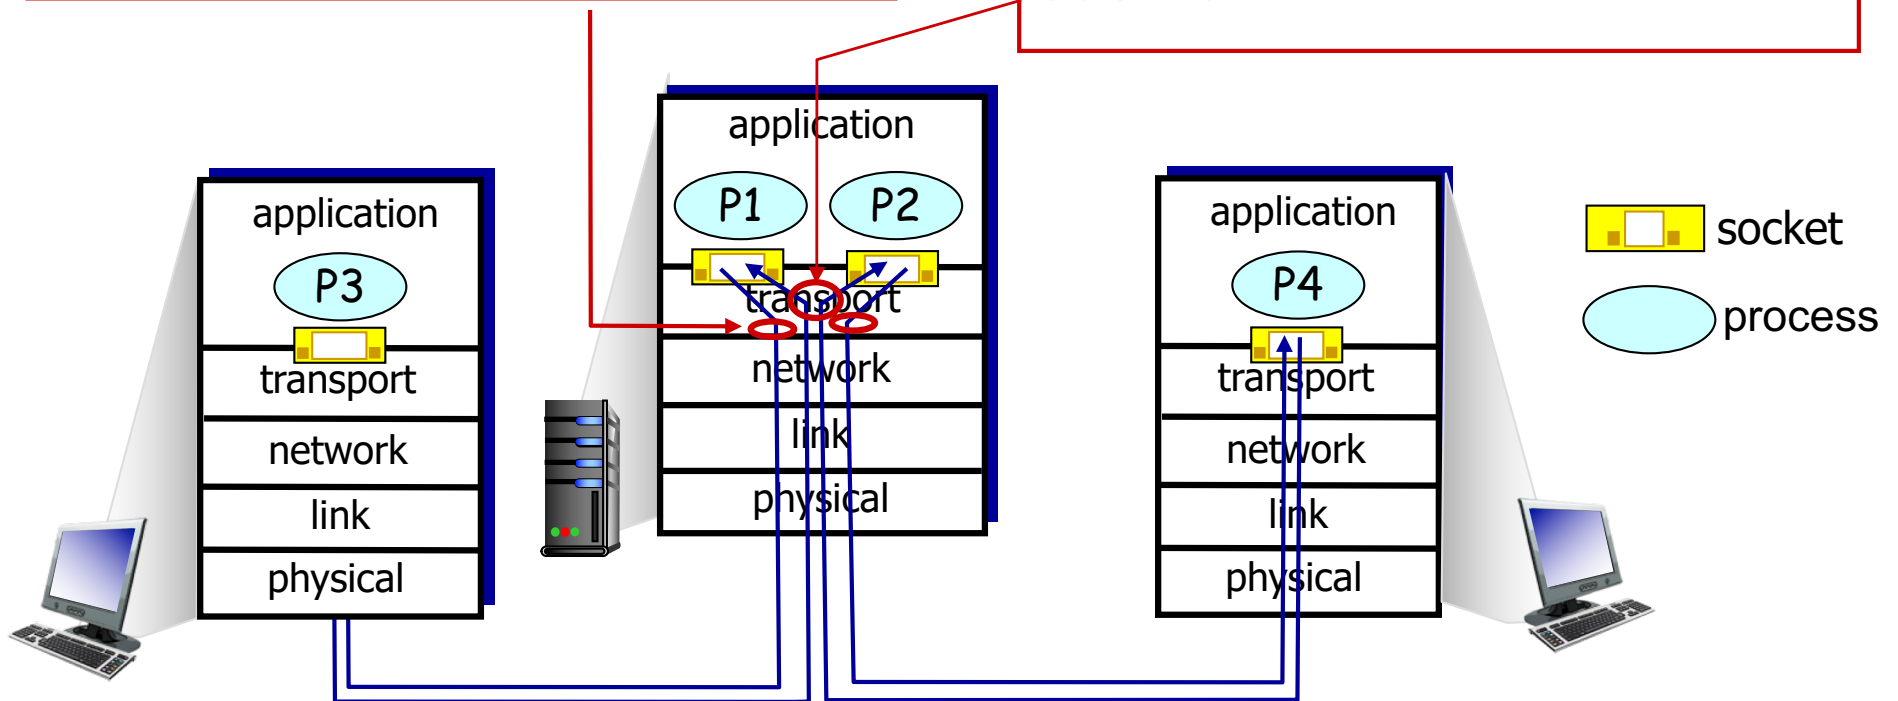 application
P3
transport
network
link
physical
application
P1
P2
transport
network
link
physical
application
P4
transport
network
link
physical
socket
process